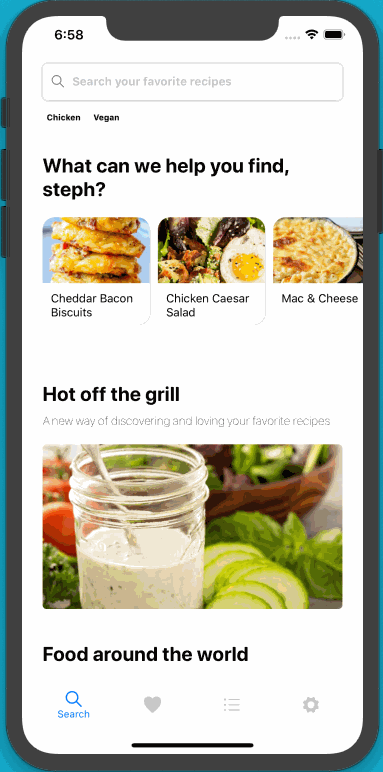 6:58
Search your favorite recipes
Chicken Vegan
What can we help you find,
steph?
Cheddar Bacon
Biscuits
Chicken Caesar
Salad
Mac & Cheese
Hot off the grill
A new way of discovering and loving your favorite recipes
Food around the world
Search